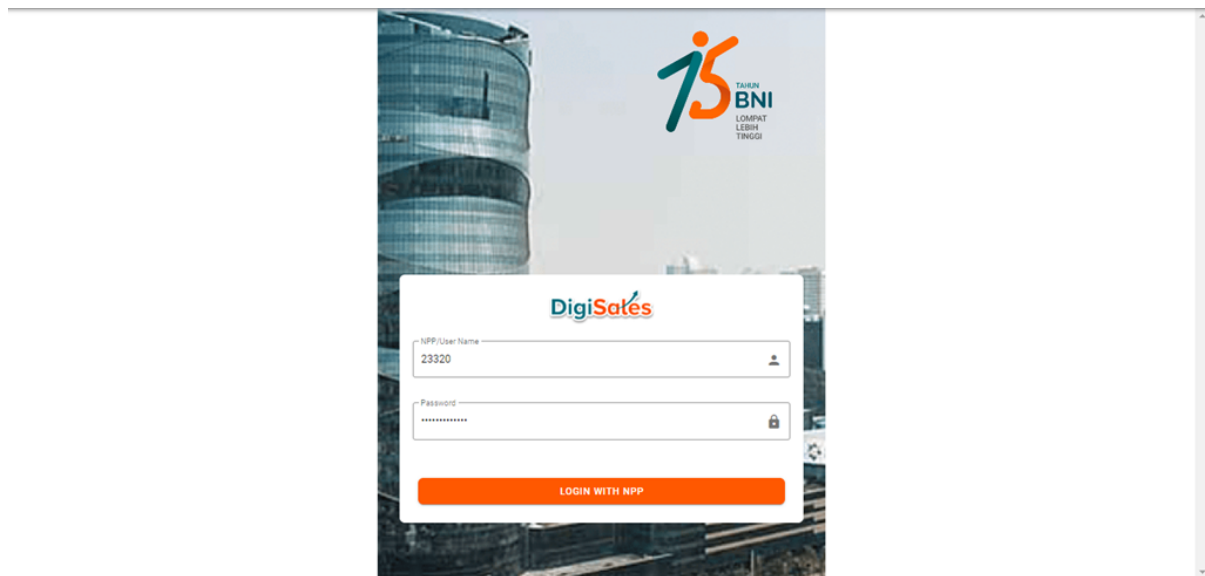 75
TAHUN
BNI
LOMPAT
LEBIH
TINGGI
DigiSales
NPP/User Name
23320
Password
•••••••••••••
LOGIN WITH NPP